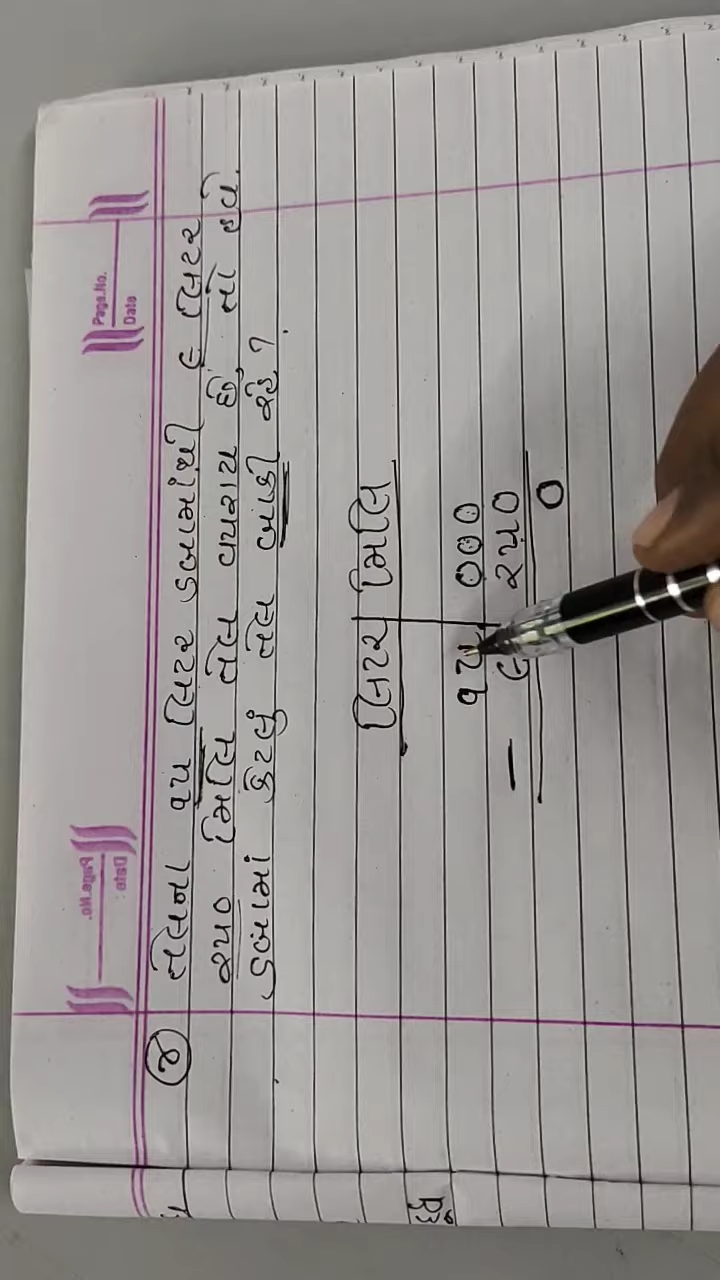 Page No.
Date
૪ તેલના ૧૫ લિટર ડબામાંથી ૯ લિટર
૨૫૦ મિલિ તેલ વપરાય છે, તો હવે
ડબામાં કેટલું તેલ બાકી રહે ?
લિટર મિલિ
૧૫ ૦૦૦
- ૯ ૨૫૦
૦